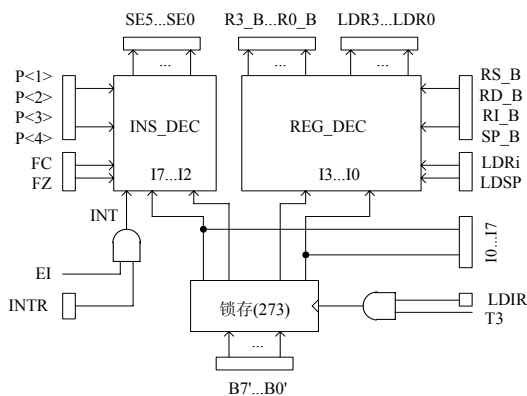 SE5...SE0 R3_B...R0_B LDR3...LDR0
... ... ...
P<1>
P<2>
P<3>
P<4>
FC
FZ
INS_DEC
I7...I2
REG_DEC
I3...I0
RS_B
RD_B
RI_B
SP_B
LDRi
LDSP
INT
EI
INTR
I0...I7
锁存(273)
LDIR
T3
...
B7'...B0'